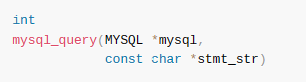 int
mysql_query(MYSQL *mysql,
const char *stmt_str)